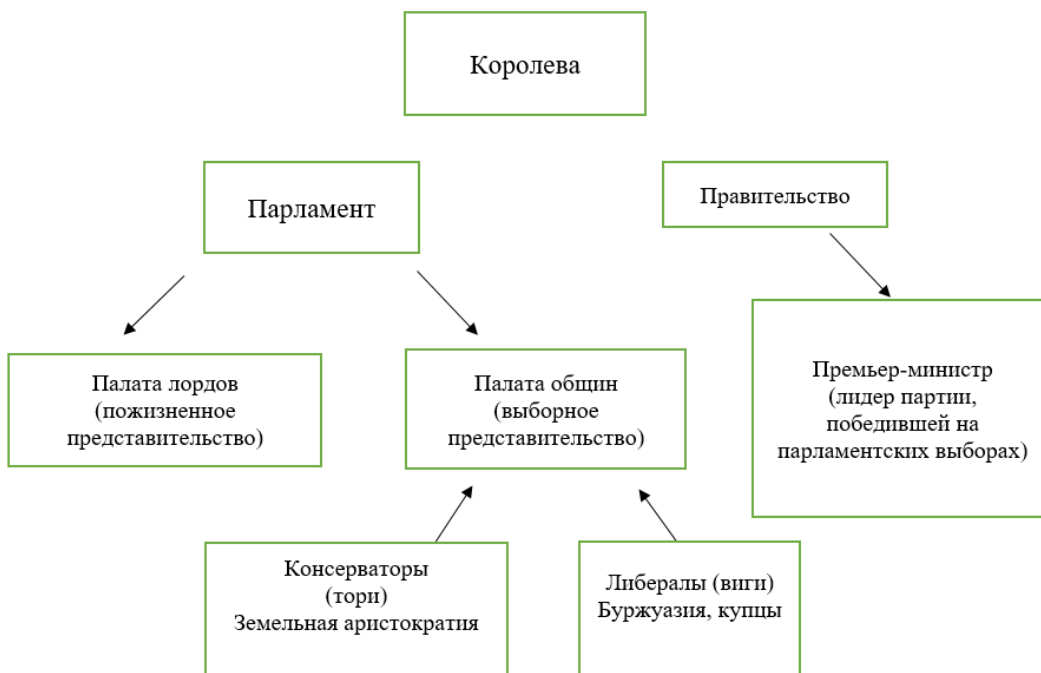 Королева
Парламент
Правительство
Палата лордов
(пожизненное
представительство)
Палата общин
(выборное
представительство)
Премьер-министр
(лидер партии,
победившей на
парламентских выборах)
Консерваторы
(тори)
Земельная аристократия
Либералы (виги)
Буржуазия, купцы